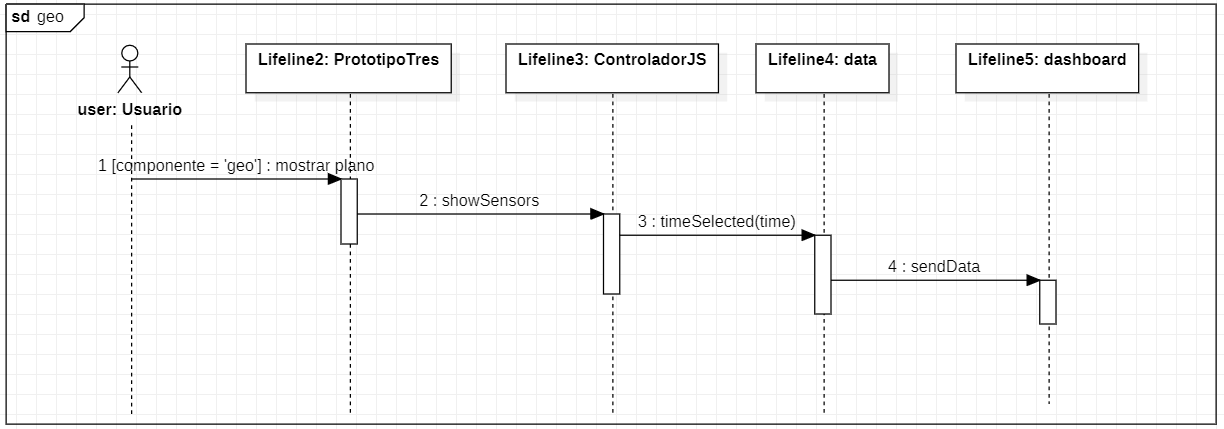 sd geo
user: Usuario
Lifeline2: PrototipoTres
Lifeline3: ControladorJS
Lifeline4: data
Lifeline5: dashboard
1 [componente = 'geo'] : mostrar plano
2 : showSensors
3 : timeSelected(time)
4 : sendData